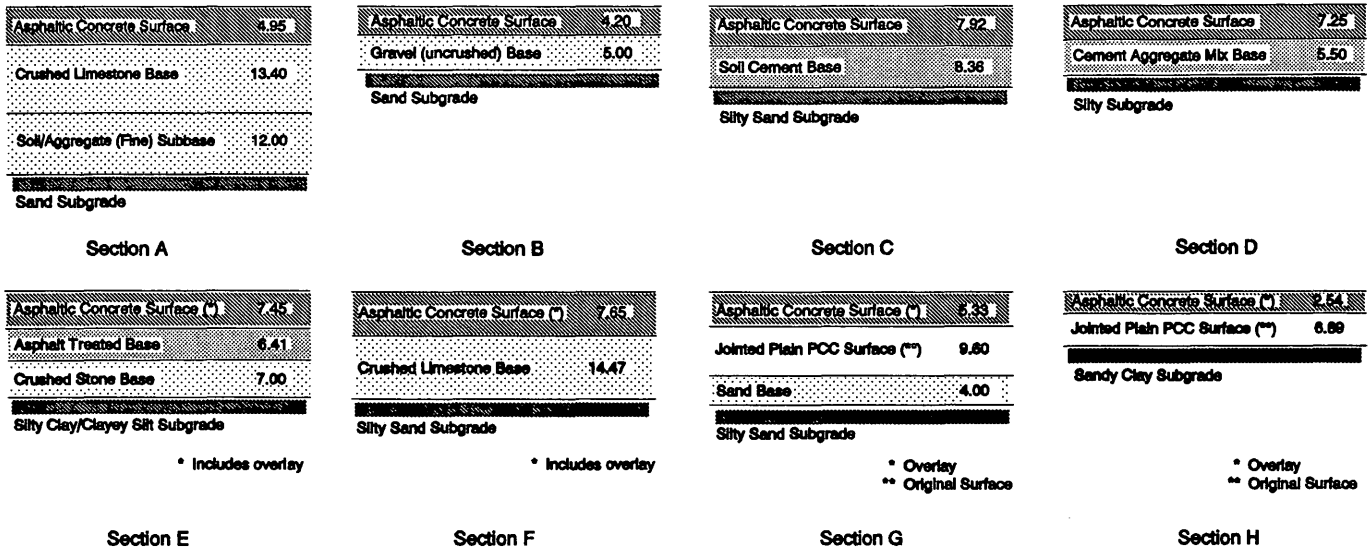 Asphaltic Concrete Surface 4.95
Crushed Limestone Base 13.40
Soil/Aggregate (Fine) Subbase 12.00
Sand Subgrade
Section A
Asphaltic Concrete Surface 4.20
Gravel (uncrushed) Base 5.00
Sand Subgrade
Section B
Asphaltic Concrete Surface 7.92
Soil Cement Base 8.36
Silty Sand Subgrade
Section C
Asphaltic Concrete Surface 7.25
Cement Aggregate Mix Base 5.50
Silty Subgrade
Section D
Asphaltic Concrete Surface (*) 7.45
Asphalt Treated Base 6.41
Crushed Stone Base 7.00
Silty Clay/Clayey Silt Subgrade
* Includes overlay
Section E
Asphaltic Concrete Surface (*) 7.65
Crushed Limestone Base 14.47
Silty Sand Subgrade
* Includes overlay
Section F
Asphaltic Concrete Surface (*) 5.33
Jointed Plain PCC Surface (**) 9.60
Sand Base 4.00
Silty Sand Subgrade
* Overlay
** Original Surface
Section G
Asphaltic Concrete Surface (*) 2.54
Jointed Plain PCC Surface (**) 6.89
Sandy Clay Subgrade
* Overlay
** Original Surface
Section H